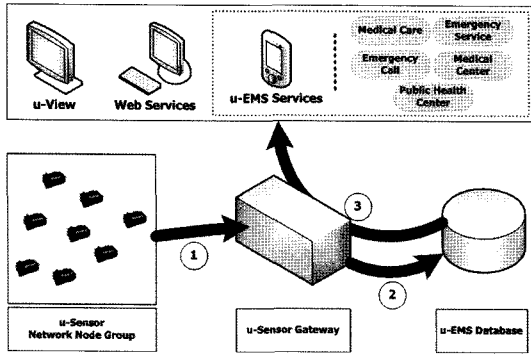 Medical Care
Emergency
Service
Emergency
Call
Medical
Center
Public Health
Center
u-View
Web Services
u-EMS Services
3
1
2
u-Sensor
Network Node Group
u-Sensor Gateway
u-EMS Database